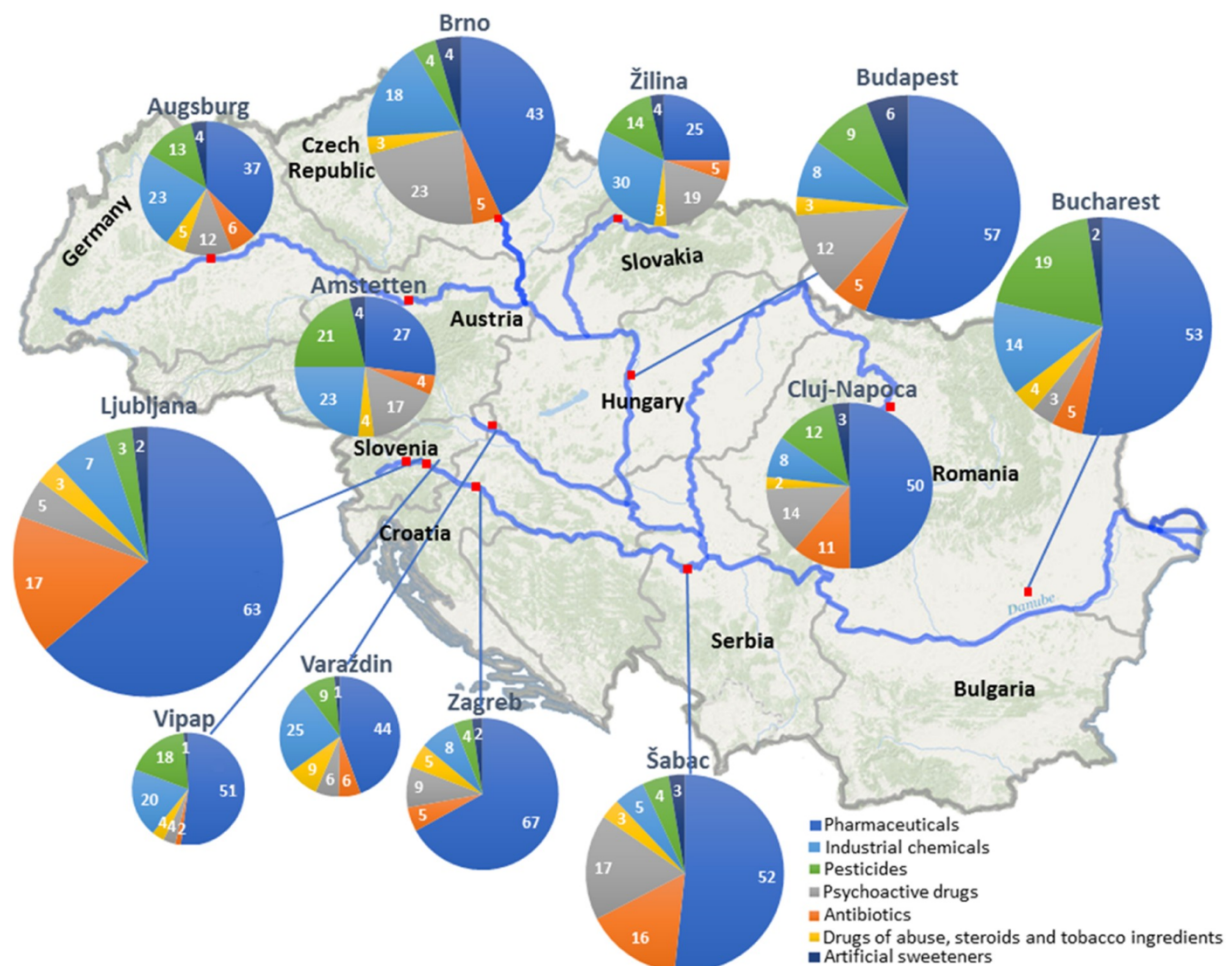 Brno
4
4
18
43
3
23
5
Czech
Republic
Augsburg
4
13
37
23
5
12
6
Germany
Žilina
4
14
25
5
30
3
19
Slovakia
Budapest
6
9
8
3
12
5
57
Bucharest
2
19
14
4
3
5
53
Amstetten
4
21
27
4
23
4
17
Austria
Hungary
Cluj-Napoca
3
12
8
2
14
11
50
Romania
Ljubljana
2
3
7
3
5
17
63
Slovenia
Croatia
Serbia
Danube
Bulgaria
Varaždin
1
9
25
44
9
6
6
Vipap
1
18
20
51
4
4
2
Zagreb
2
4
8
5
9
5
67
Šabac
3
4
5
3
17
16
52
Pharmaceuticals
Industrial chemicals
Pesticides
Psychoactive drugs
Antibiotics
Drugs of abuse, steroids and tobacco ingredients
Artificial sweeteners